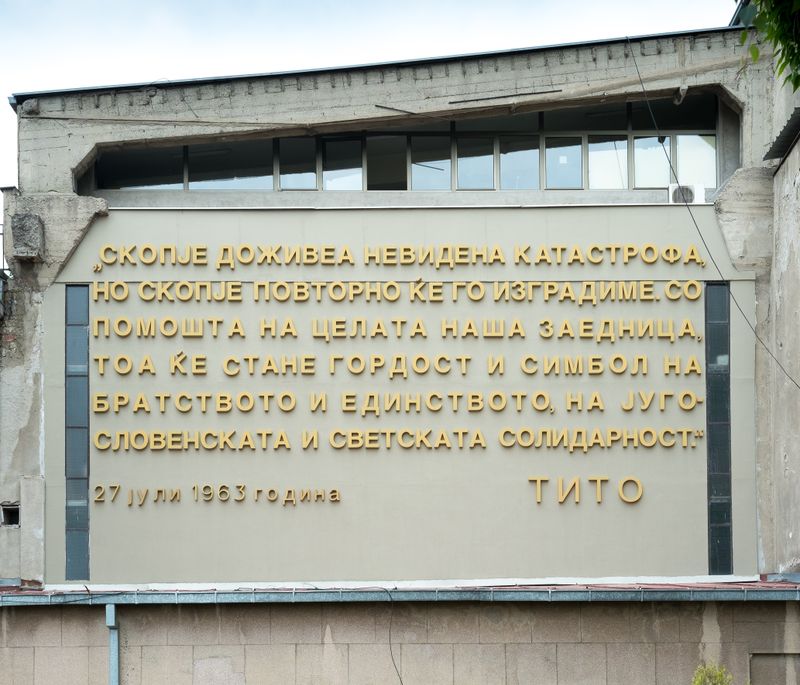 „СКОПЈЕ ДОЖИВЕА НЕВИДЕНА КАТАСТРОФА,
НО СКОПЈЕ ПОВТОРНО ЌЕ ГО ИЗГРАДИМЕ. СО
ПОМОШТА НА ЦЕЛАТА НАША ЗАЕДНИЦА,
ТОА ЌЕ СТАНЕ ГОРДОСТ И СИМБОЛ НА
БРАТСТВОТО И ЕДИНСТВОТО, НА ЈУГО-
СЛОВЕНСКАТА И СВЕТСКАТА СОЛИДАРНОСТ.“
27 јули 1963 година ТИТО